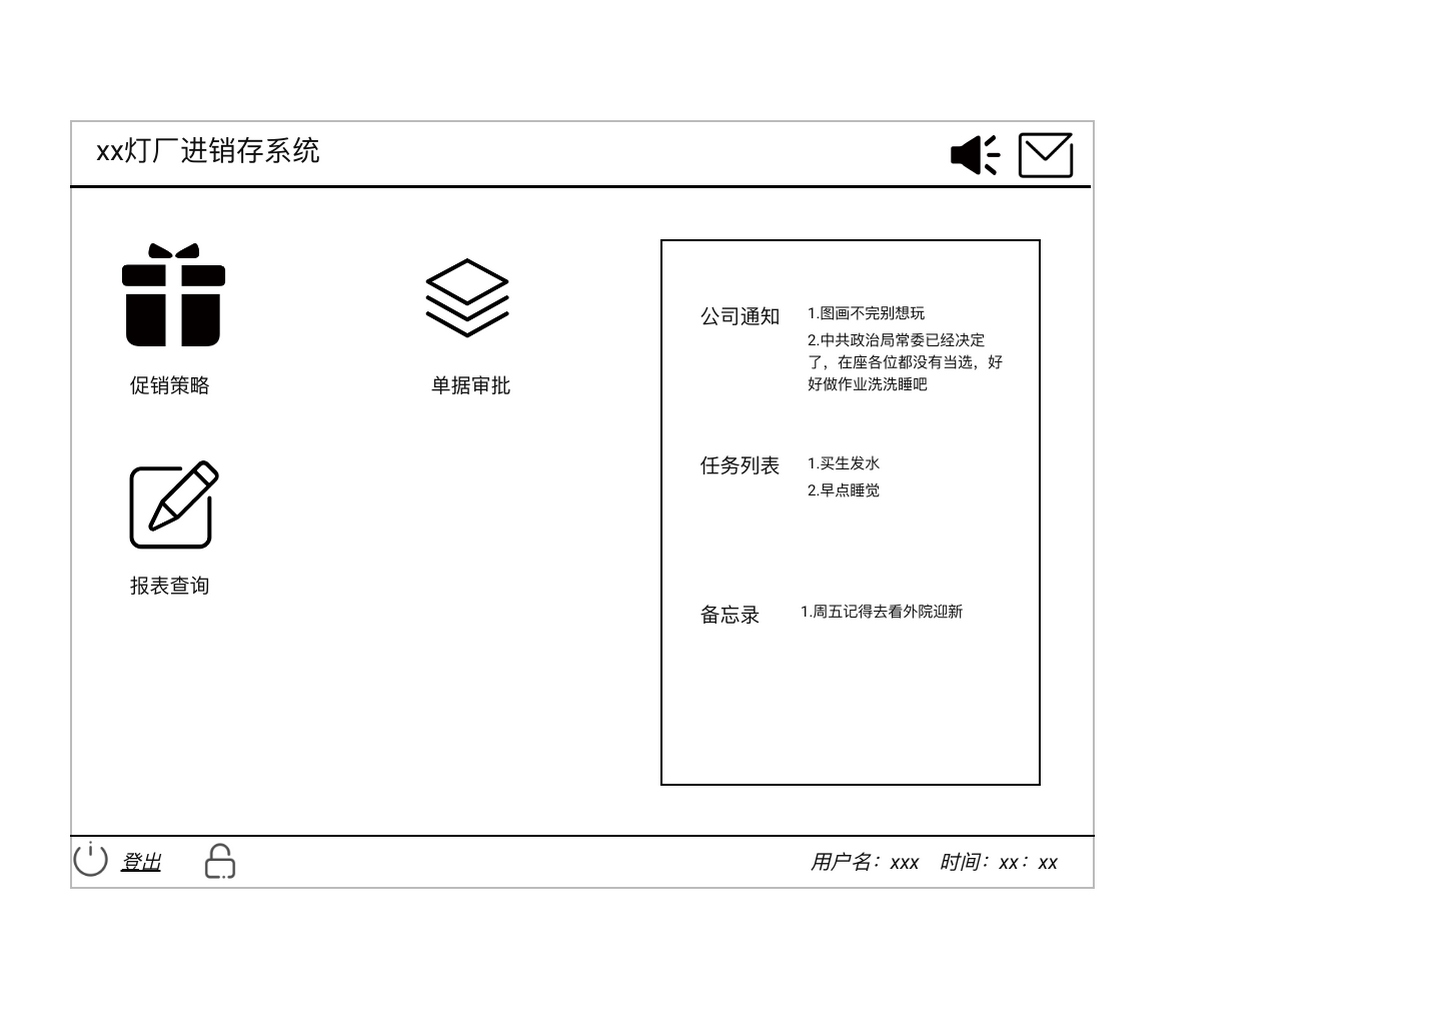 xx灯厂进销存系统
促销策略
单据审批
报表查询
公司通知
1.图画不完别想玩
2.中共政治局常委已经决定
了，在座各位都没有当选，好
好做作业洗洗睡吧
任务列表
1.买生发水
2.早点睡觉
备忘录
1.周五记得去看外院迎新
登出
用户名：xxx 时间：xx：xx